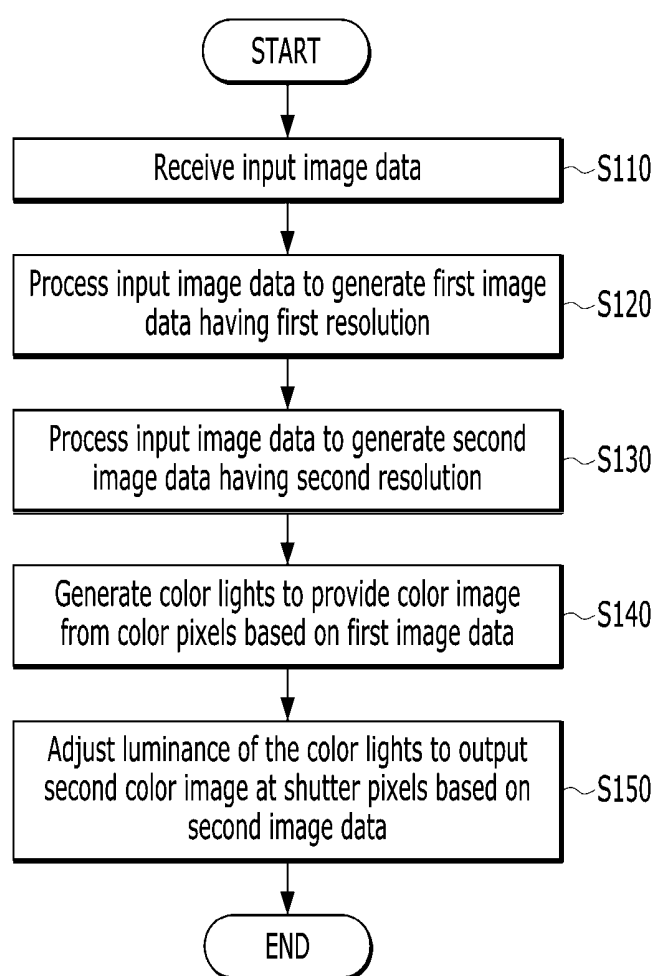 START
Receive input image data
S110
Process input image data to generate first image
data having first resolution
S120
Process input image data to generate second
image data having second resolution
S130
Generate color lights to provide color image
from color pixels based on first image data
S140
Adjust luminance of the color lights to output
second color image at shutter pixels based on
second image data
S150
END